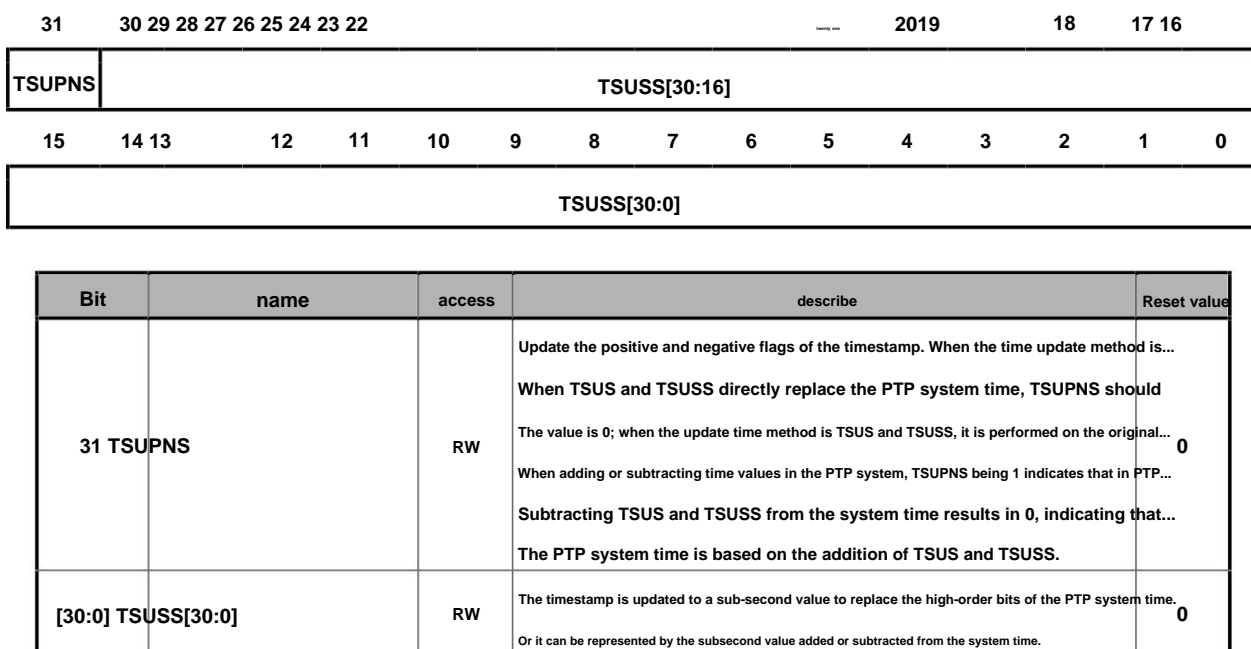 31 30 29 28 27 26 25 24 23 22 twenty one 2019 18 17 16
TSUPNS TSUSS[30:16]
15 14 13 12 11 10 9 8 7 6 5 4 3 2 1 0
TSUSS[30:0]
Bit name access describe Reset value
31 TSUPNS RW 0
Update the positive and negative flags of the timestamp. When the time update method is...
When TSUS and TSUSS directly replace the PTP system time, TSUPNS should
The value is 0; when the update time method is TSUS and TSUSS, it is performed on the original...
When adding or subtracting time values in the PTP system, TSUPNS being 1 indicates that in PTP...
Subtracting TSUS and TSUSS from the system time results in 0, indicating that...
The PTP system time is based on the addition of TSUS and TSUSS.
[30:0] TSUSS[30:0] RW 0
The timestamp is updated to a sub-second value to replace the high-order bits of the PTP system time.
Or it can be represented by the subsecond value added or subtracted from the system time.